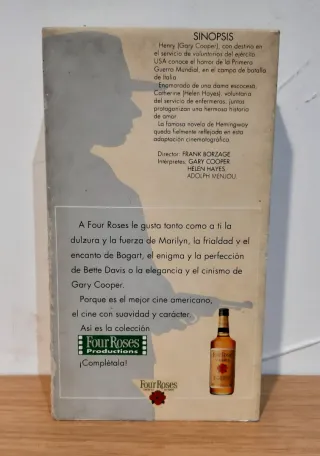 SINOPSIS
Henry (Gary Cooper), con destino en
el servicio de voluntarios del ejército
USA conoce el horror de la Primera
Guerra Mundial, en el campo de batalla
de Italia
Enamorado de una dama escocesa,
Catherine (Helen Hayes), voluntaria
del servicio de enfermeras, juntos
protagonizan una hermosa historia
de amor.
La famosa novela de Hemingway
queda fielmente reflejada en esta
adaptación cinematográfica.
Director: FRANK BORZAGE
Intérpretes: GARY COOPER
HELEN HAYES
ADOLPH MENJOU
A Four Roses le gusta tanto como a ti la
dulzura y la fuerza de Marilyn, la frialdad y el
encanto de Bogart, el enigma y la perfección
de Bette Davis o la elegancia y el cinismo de
Gary Cooper.
Porque es el mejor cine americano,
el cine con suavidad y carácter.
Asi es la colección
Four Roses
Productions
¡Complétala!
Four Roses
FOUR ROSES